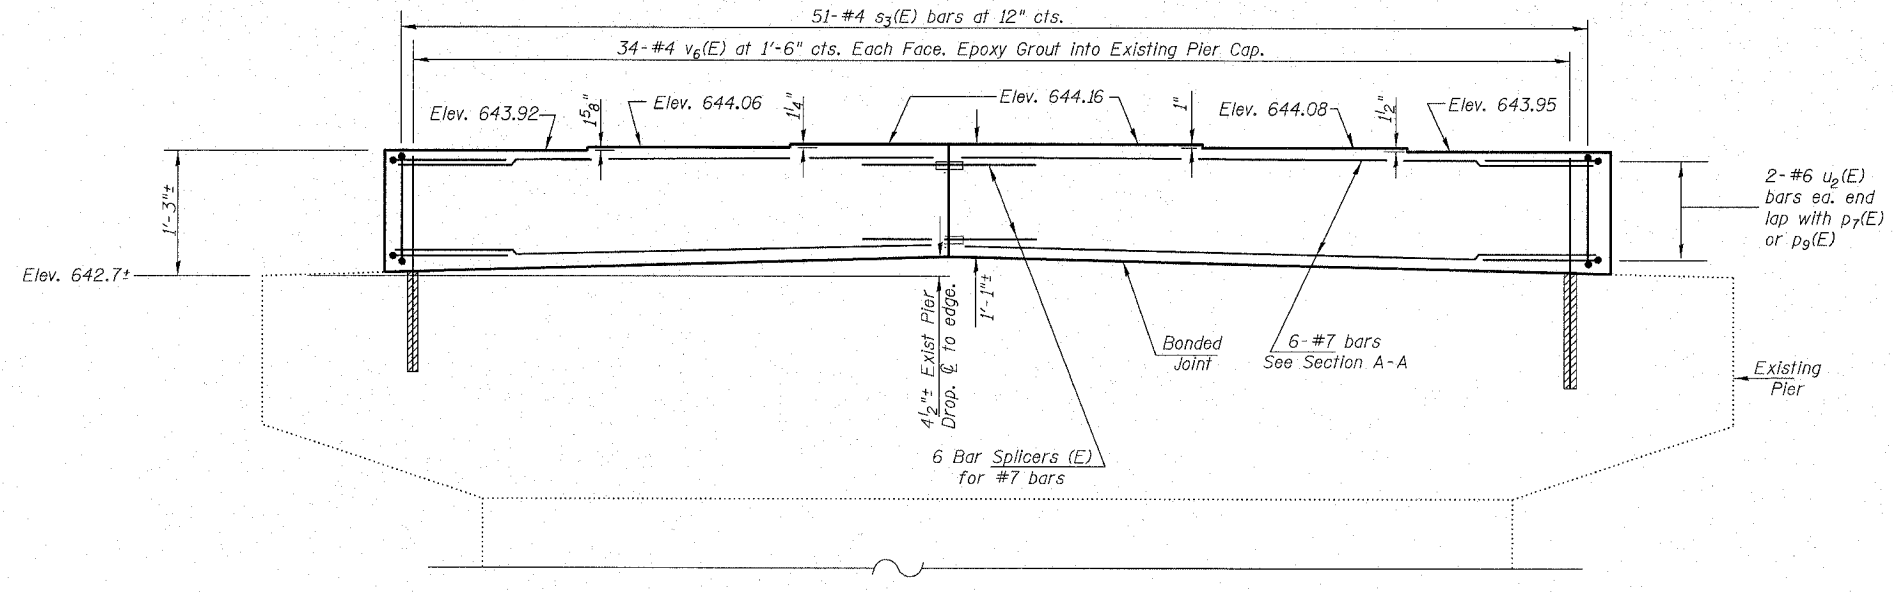 51-#4 s3(E) bars at 12" cts.
34-#4 v6(E) at 1'-6" cts. Each Face. Epoxy Grout into Existing Pier Cap.
Elev. 643.92
1 5/8"
Elev. 644.06
1 1/4"
Elev. 644.16
1"
Elev. 644.08
1 1/2"
Elev. 643.95
1'-3"±
2-#6 u2(E)
bars ea. end
lap with p7(E)
or p9(E)
Elev. 642.7±
4 1/2"± Exist Pier
Drop. ℄ to edge.
1'-1"±
Bonded
Joint
6-#7 bars
See Section A-A
Existing
Pier
6 Bar Splicers (E)
for #7 bars